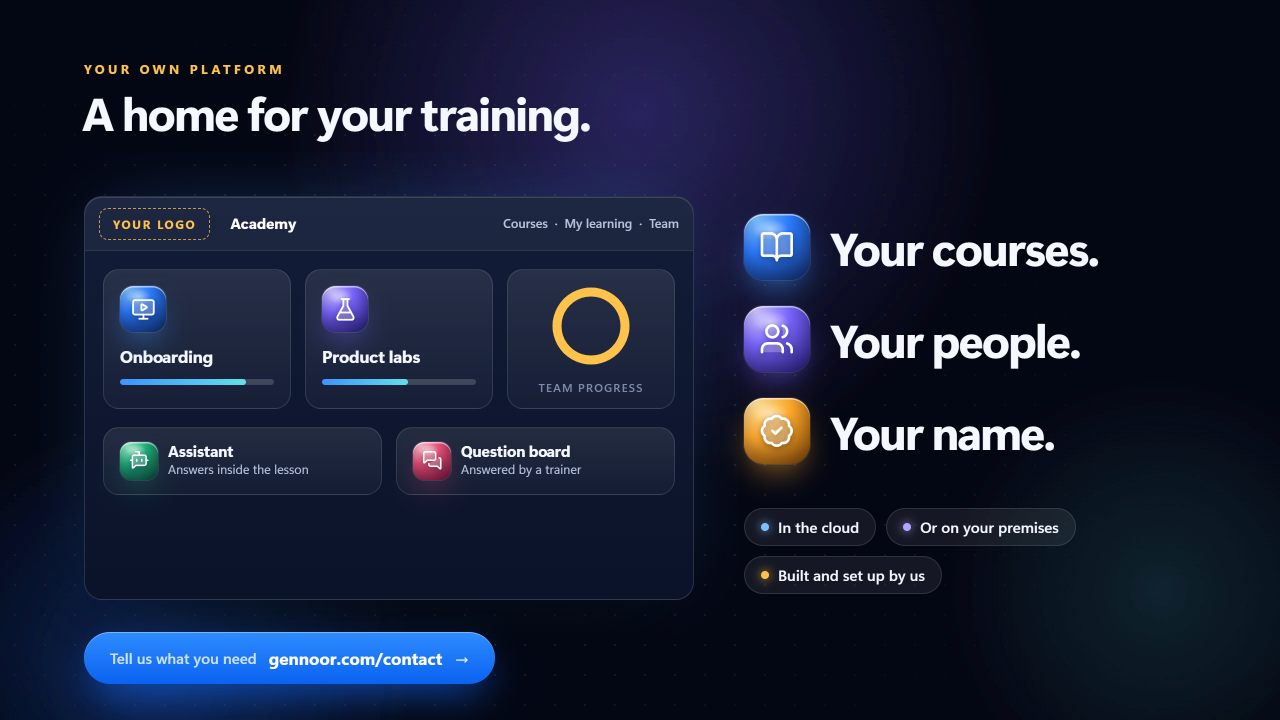 YOUR OWN PLATFORM
A home for your training.
YOUR LOGO
Academy
Courses · My learning · Team
Onboarding
Product labs
TEAM PROGRESS
Assistant
Answers inside the lesson
Question board
Answered by a trainer
Your courses.
Your people.
Your name.
In the cloud
Or on your premises
Built and set up by us
Tell us what you need gennoor.com/contact →